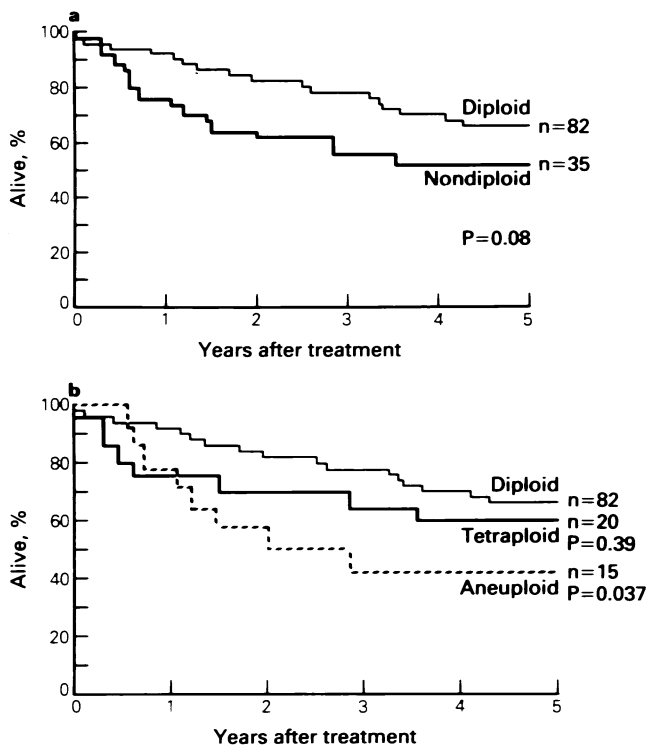 a
100
80
60
40
20
0
Alive, %
Diploid
n=82
n=35
Nondiploid
P=0.08
0 1 2 3 4 5
Years after treatment
b
100
80
60
40
80
0
Alive, %
Diploid
n=82
n=20
Tetraploid
P=0.39
n=15
Aneuploid
P=0.037
0 1 2 3 4 5
Years after treatment